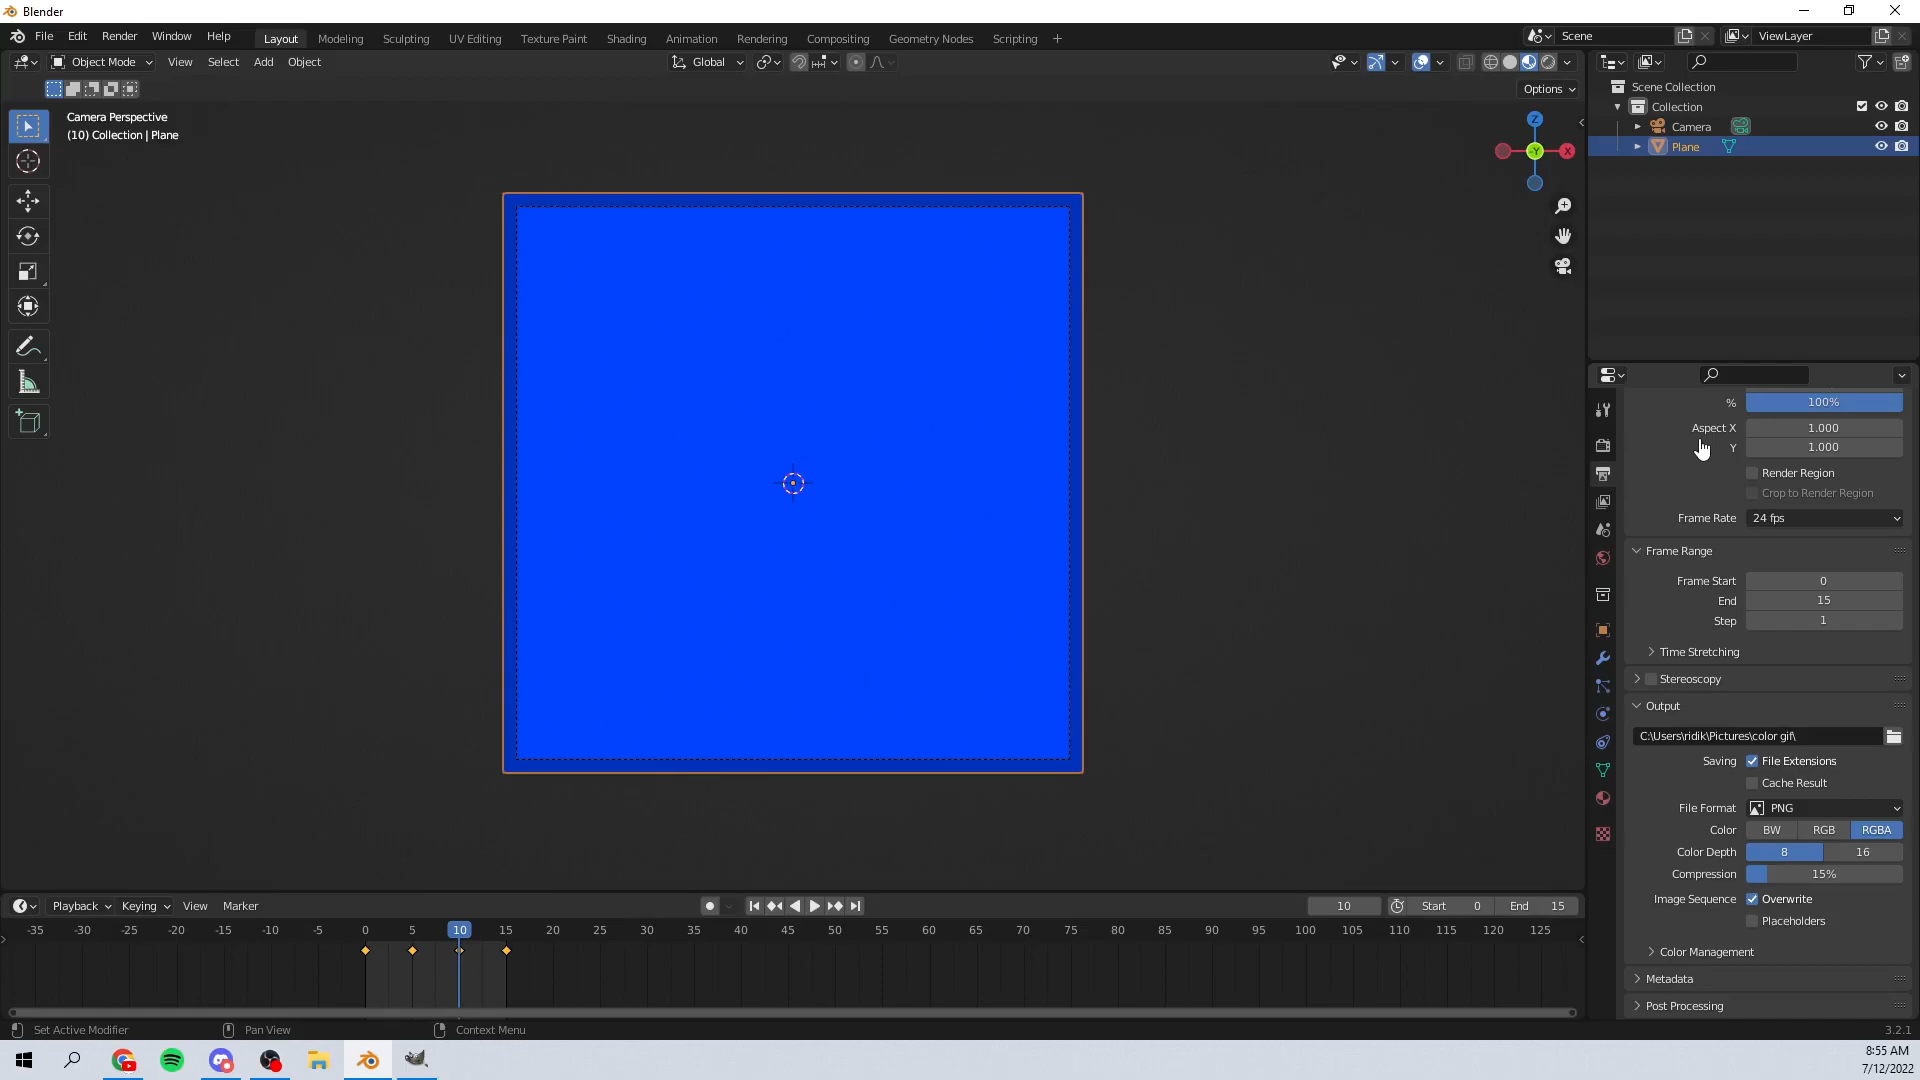 Blender
File Edit Render Window Help Layout Modeling Sculpting UV Editing Texture Paint Shading Animation Rendering Compositing Geometry Nodes Scripting + Scene ViewLayer
Object Mode View Select Add Object Global
Options
Camera Perspective
(10) Collection | Plane
Z
-Y
X
Scene Collection
Collection
Camera
Plane
% 100%
Aspect X 1.000
Y 1.000
Render Region
Crop to Render Region
Frame Rate 24 fps
Frame Range
Frame Start 0
End 15
Step 1
Time Stretching
Stereoscopy
Output
C:\Users\ridik\Pictures\color gif\
Saving File Extensions
Cache Result
File Format PNG
Color BW RGB RGBA
Color Depth 8 16
Compression 15%
Image Sequence Overwrite
Placeholders
Color Management
Metadata
Post Processing
Playback Keying View Marker 10 Start 0 End 15
-35 -30 -25 -20 -15 -10 -5 0 5 10 15 20 25 30 35 40 45 50 55 60 65 70 75 80 85 90 95 100 105 110 115 120 125
Set Active Modifier Pan View Context Menu 3.2.1
8:55 AM
7/12/2022